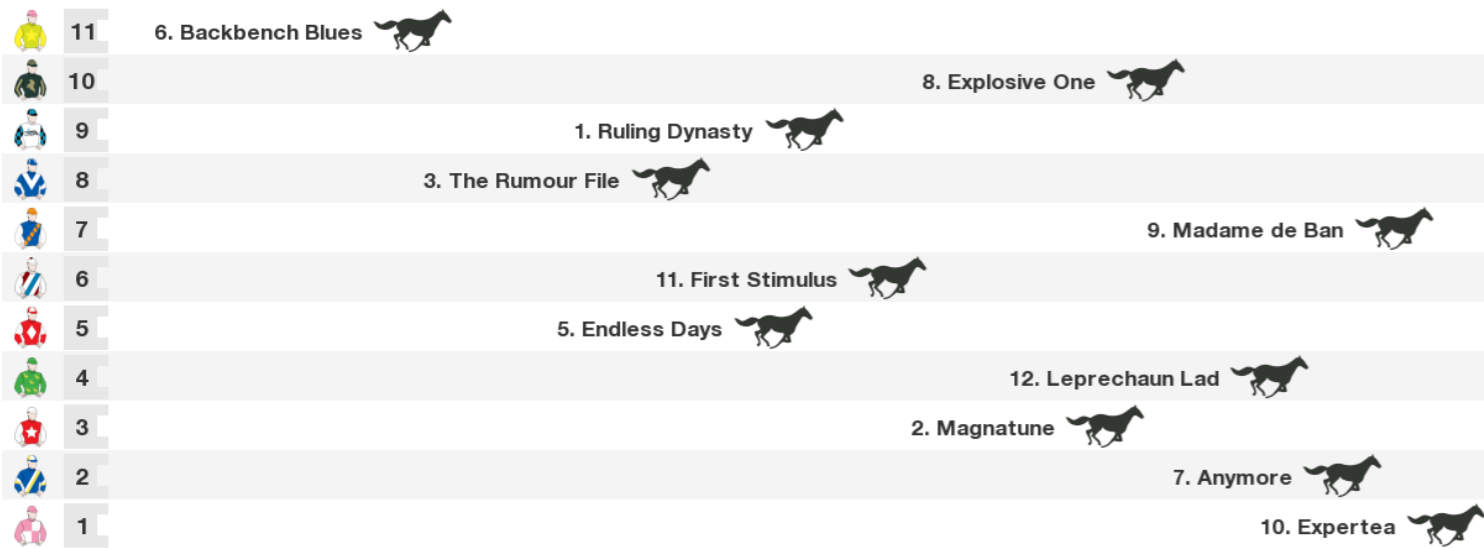 11 6. Backbench Blues
10 8. Explosive One
9 1. Ruling Dynasty
8 3. The Rumour File
7 9. Madame de Ban
6 11. First Stimulus
5 5. Endless Days
4 12. Leprechaun Lad
3 2. Magnatune
2 7. Anymore
1 10. Expertea